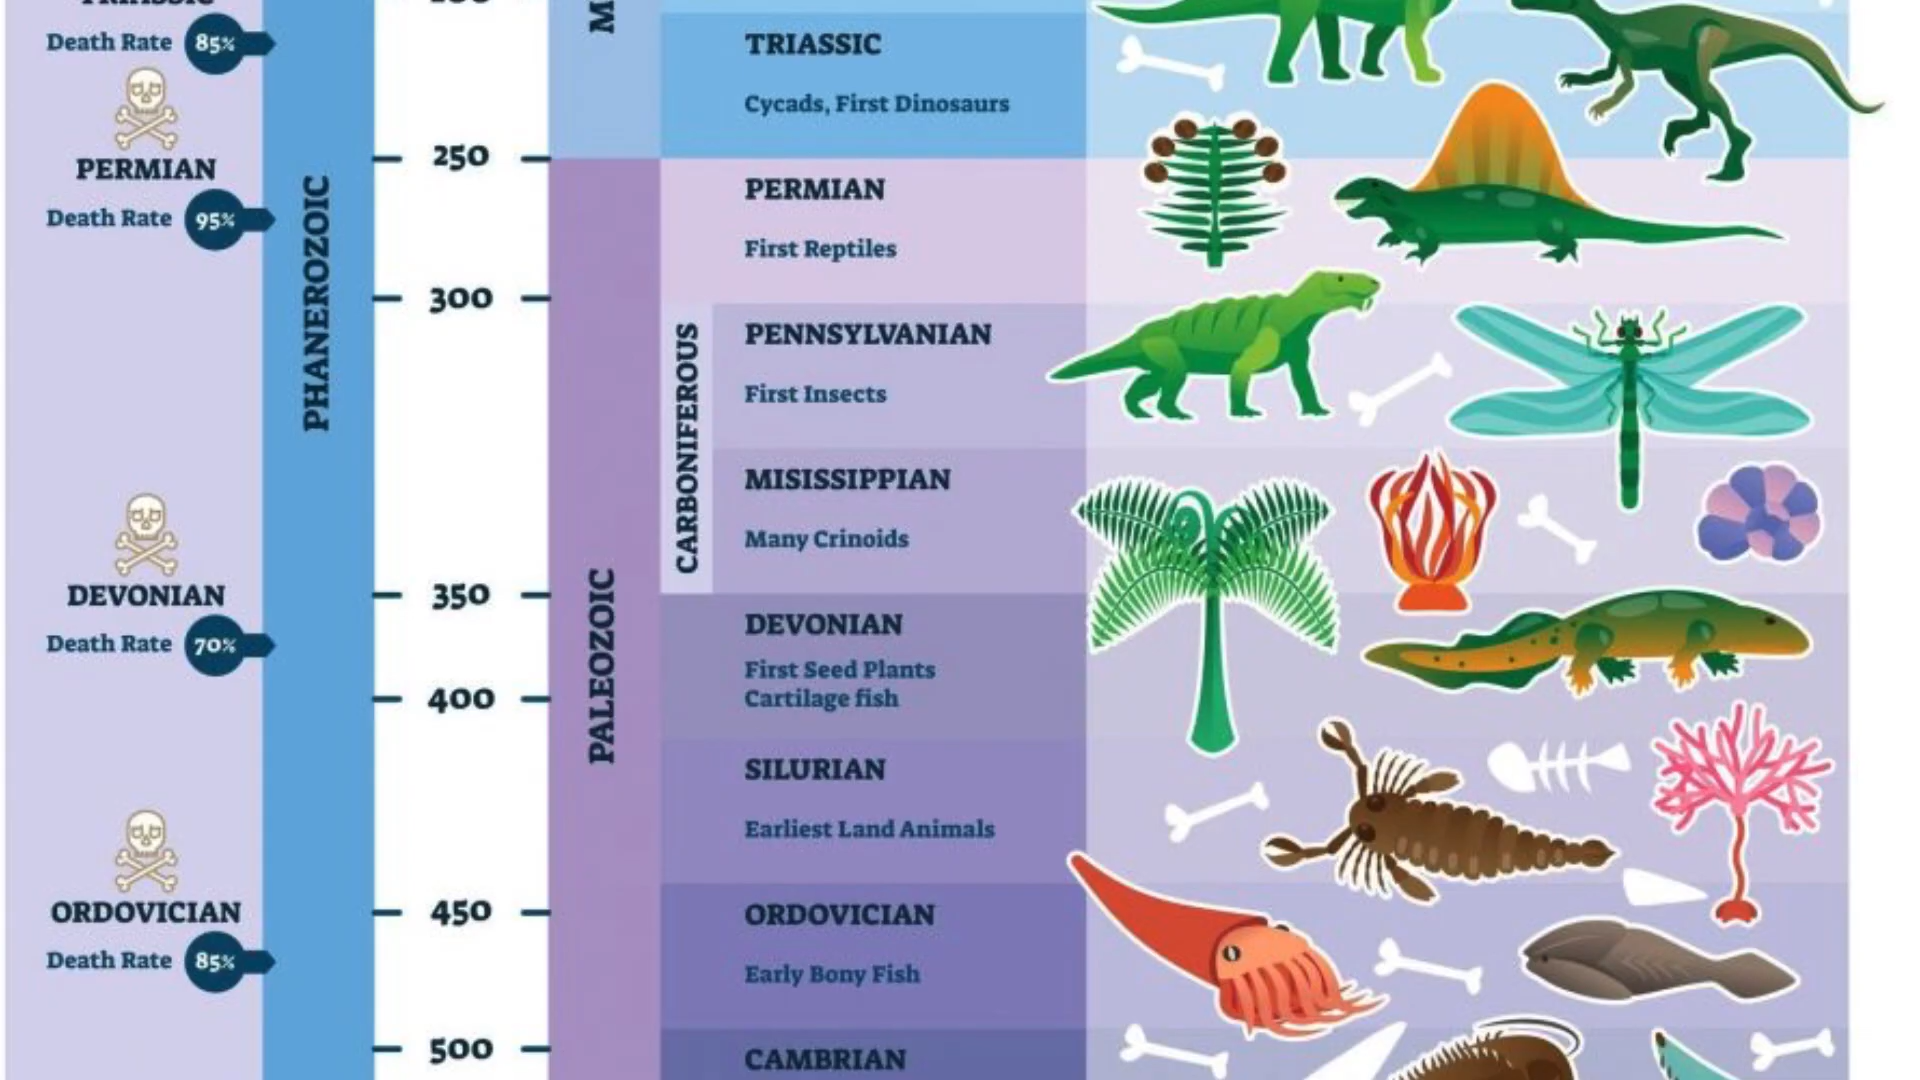 TRIASSIC
Death Rate 85%
PERMIAN
Death Rate 95%
DEVONIAN
Death Rate 70%
ORDOVICIAN
Death Rate 85%
PHANEROZOIC
250
300
350
400
450
500
M
PALEOZOIC
CARBONIFEROUS
TRIASSIC
Cycads, First Dinosaurs
PERMIAN
First Reptiles
PENNSYLVANIAN
First Insects
MISISSIPPIAN
Many Crinoids
DEVONIAN
First Seed Plants
Cartilage fish
SILURIAN
Earliest Land Animals
ORDOVICIAN
Early Bony Fish
CAMBRIAN